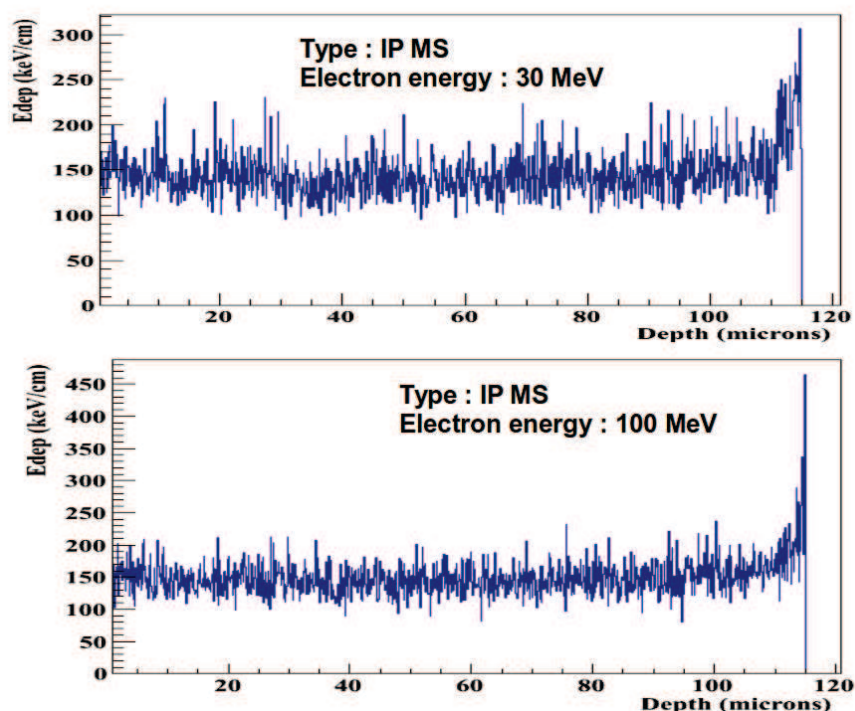 300
250
200
150
100
50
0
Edep (keV/cm)
Type : IP MS
Electron energy : 30 MeV
20 40 60 80 100 120
Depth (microns)
450
400
350
300
250
200
150
100
50
0
Edep (keV/cm)
Type : IP MS
Electron energy : 100 MeV
20 40 60 80 100 120
Depth (microns)